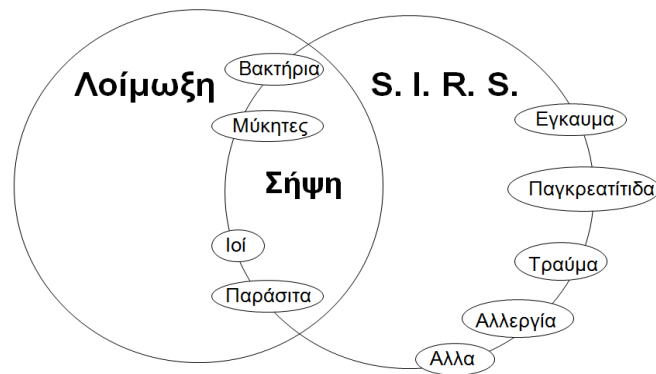 Λοίμωξη
Βακτήρια
Μύκητες
Σήψη
Ιοί
Παράσιτα
S. I. R. S.
Εγκαυμα
Παγκρεατίτιδα
Τραύμα
Αλλεργία
Αλλα